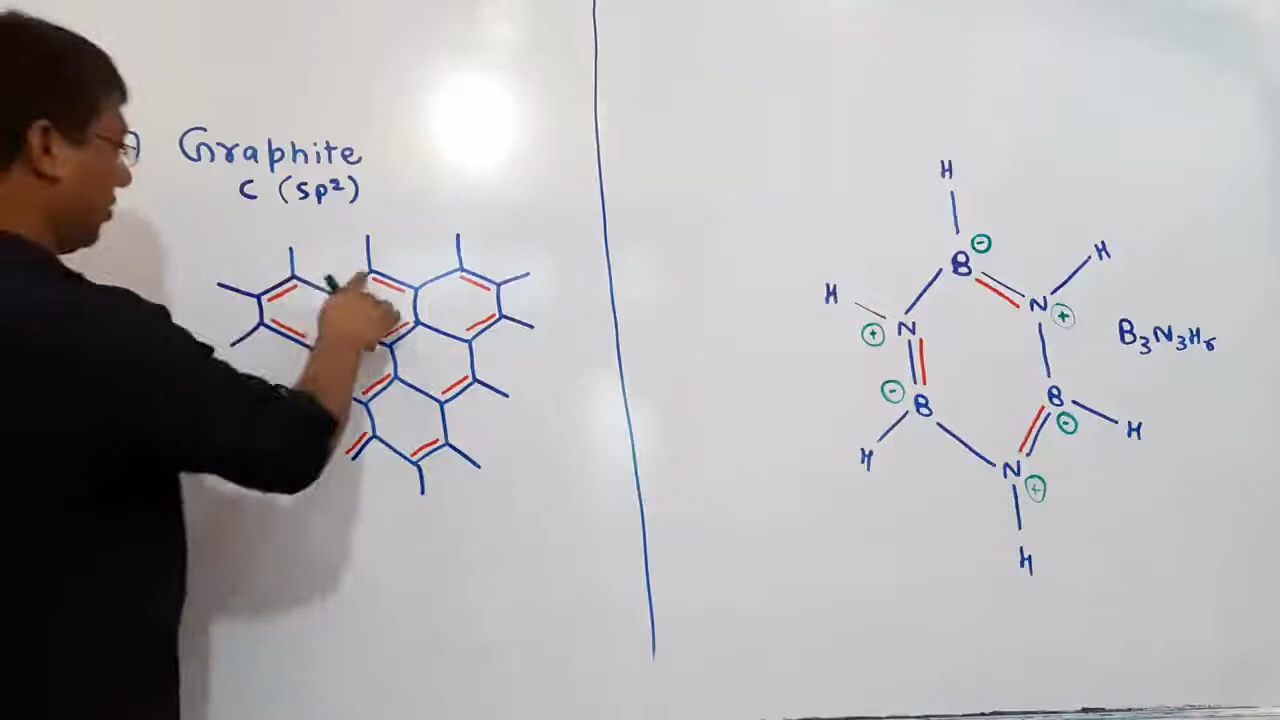 Graphite
C (sp²)
H
B ⊖
H
H
N ⊕
N ⊕
B₃N₃H₆
⊖ B
B ⊖
H
H
N ⊕
H